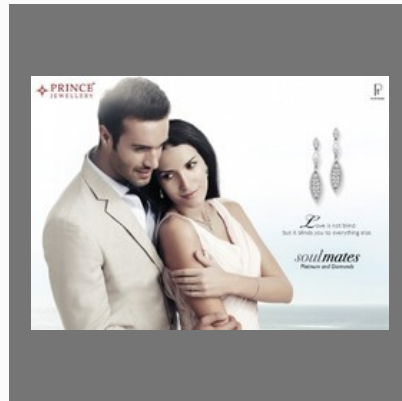 PRINCE
JEWELLERY
Love is not blind
but it blinds you to everything else.
soulmates
Platinum and Diamonds